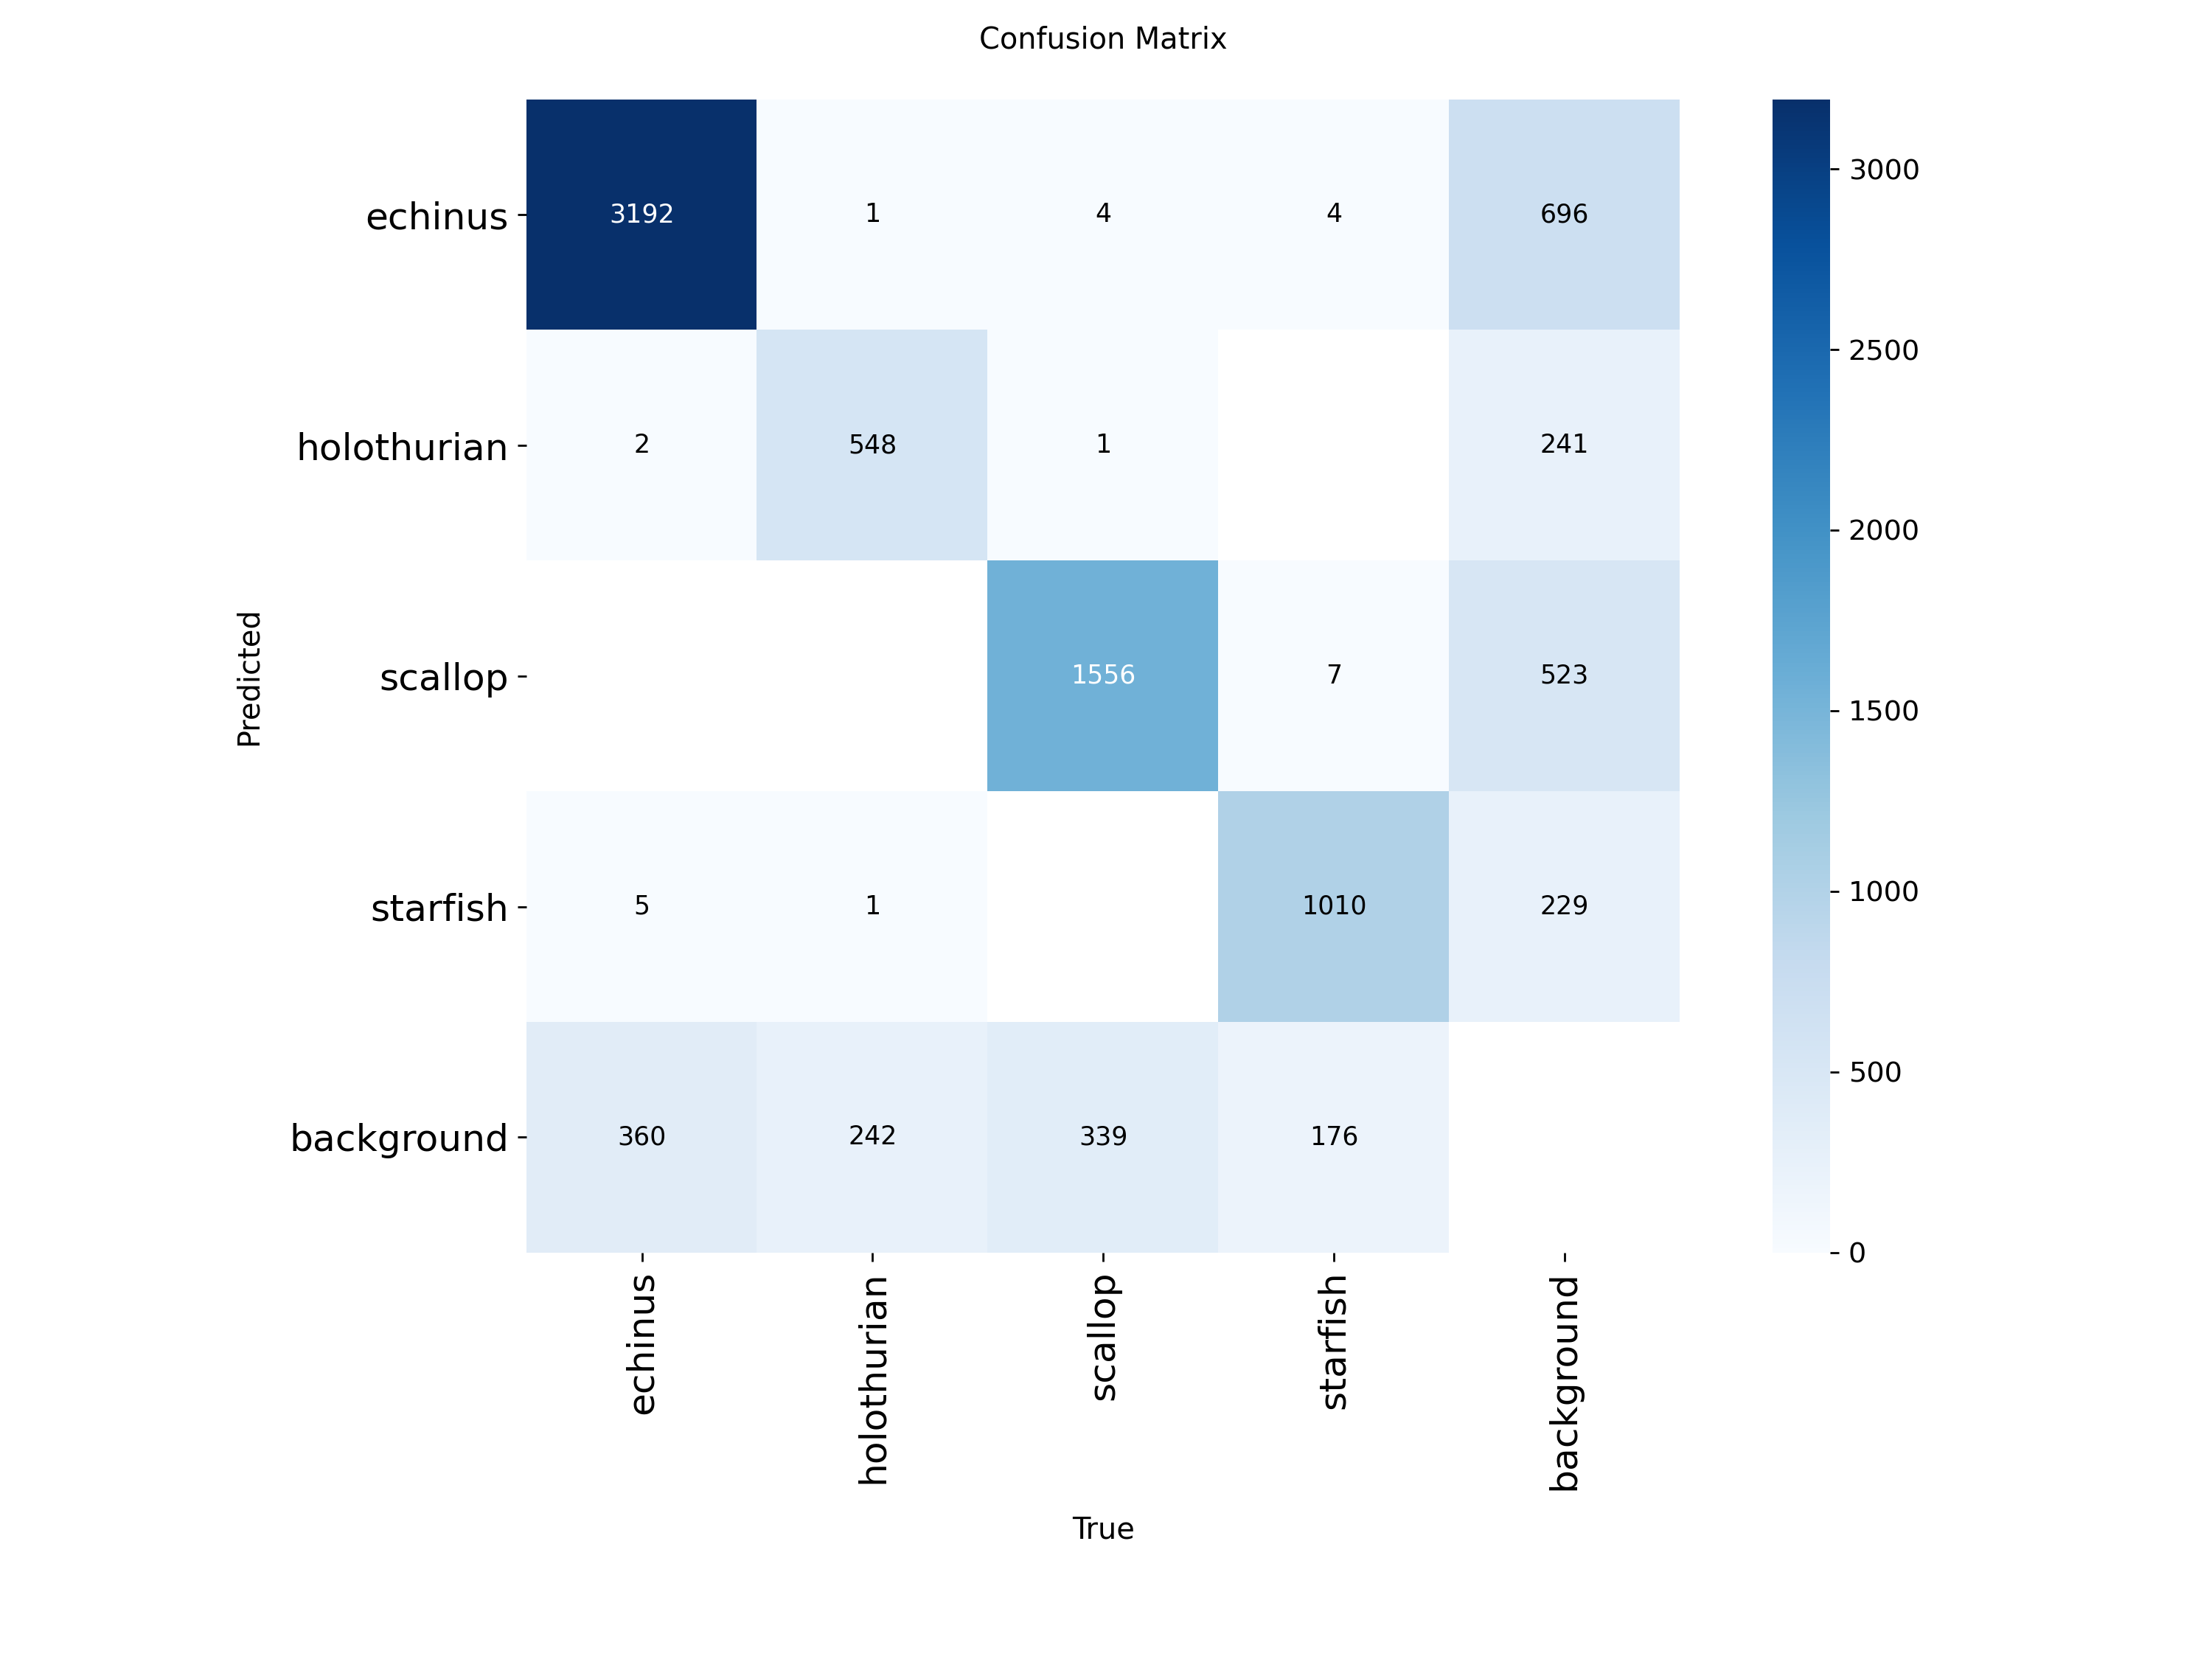 Confusion Matrix
echinus 3192 1 4 4 696
holothurian 2 548 1 241
scallop 1556 7 523
starfish 5 1 1010 229
background 360 242 339 176
Predicted
echinus holothurian scallop starfish background
True
3000
2500
2000
1500
1000
500
0